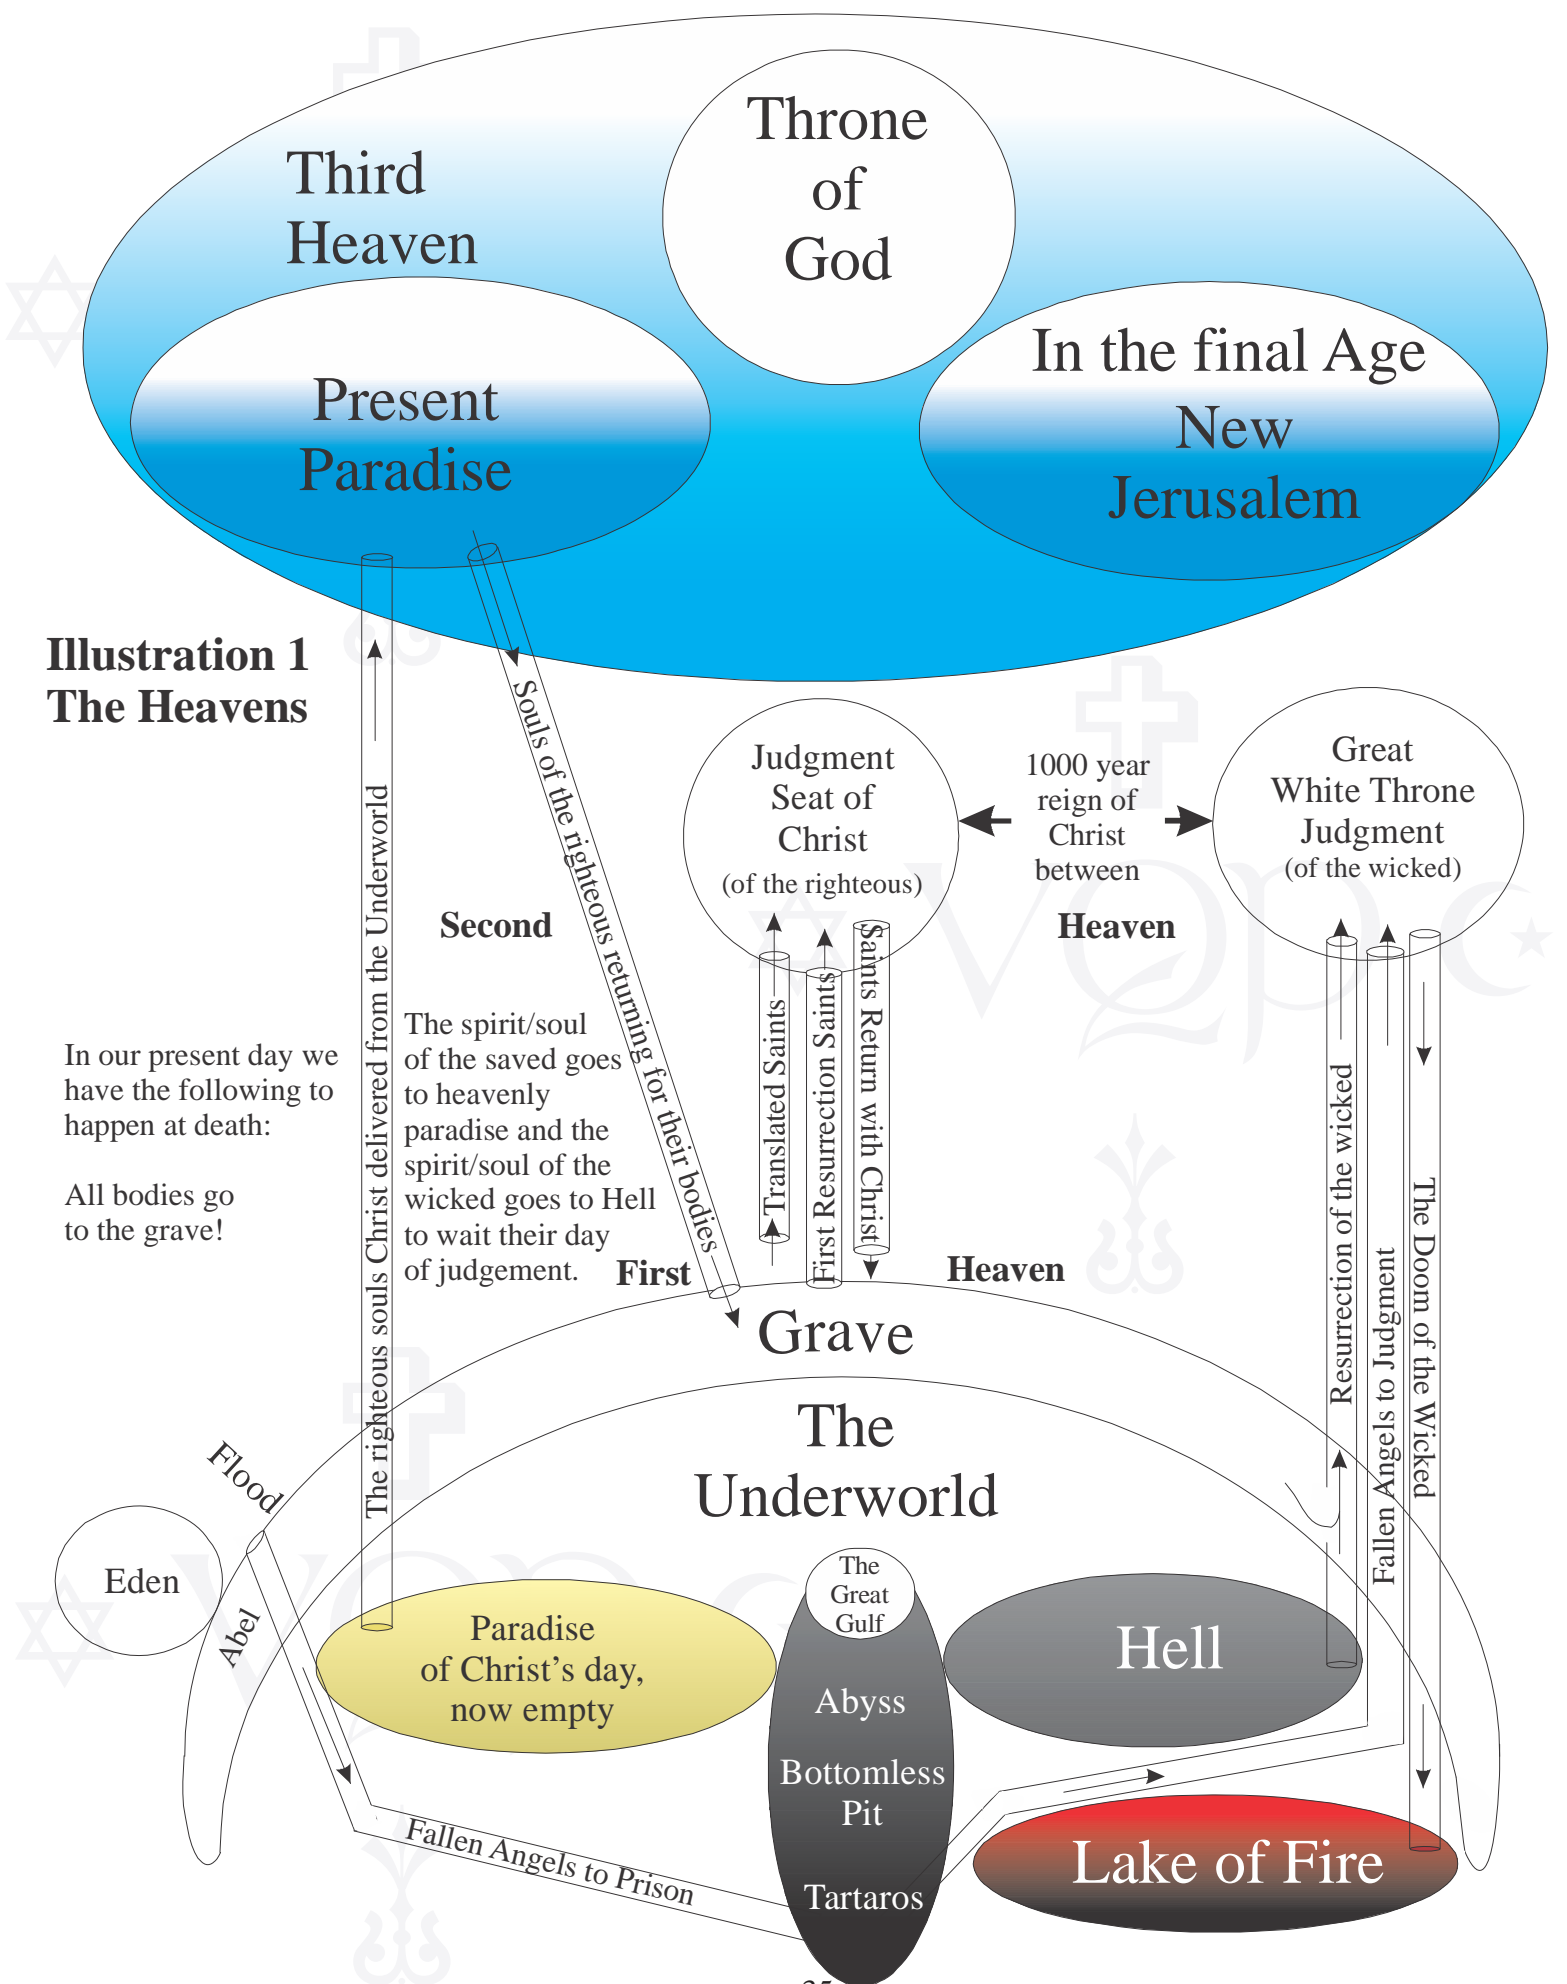 Throne
of
God
Third
Heaven
Present
Paradise
In the final Age
New
Jerusalem
Illustration 1
The Heavens
Judgment
Seat of
Christ
(of the righteous)
1000 year
reign of
Christ
between
Great
White Throne
Judgment
(of the wicked)
Second
Heaven
The righteous souls Christ delivered from the Underworld
Souls of the righteous returning for their bodies
Translated Saints
First Resurrection Saints
Saints Return with Christ
Resurrection of the wicked
Fallen Angels to Judgment
The Doom of the Wicked
In our present day we
have the following to
happen at death:
All bodies go
to the grave!
The spirit/soul
of the saved goes
to heavenly
paradise and the
spirit/soul of the
wicked goes to Hell
to wait their day
of judgement.
First
Heaven
Grave
The
Underworld
Flood
Eden
Abel
Paradise
of Christ's day,
now empty
The
Great
Gulf
Abyss
Bottomless
Pit
Tartaros
Hell
Lake of Fire
Fallen Angels to Prison
VQP
VQP